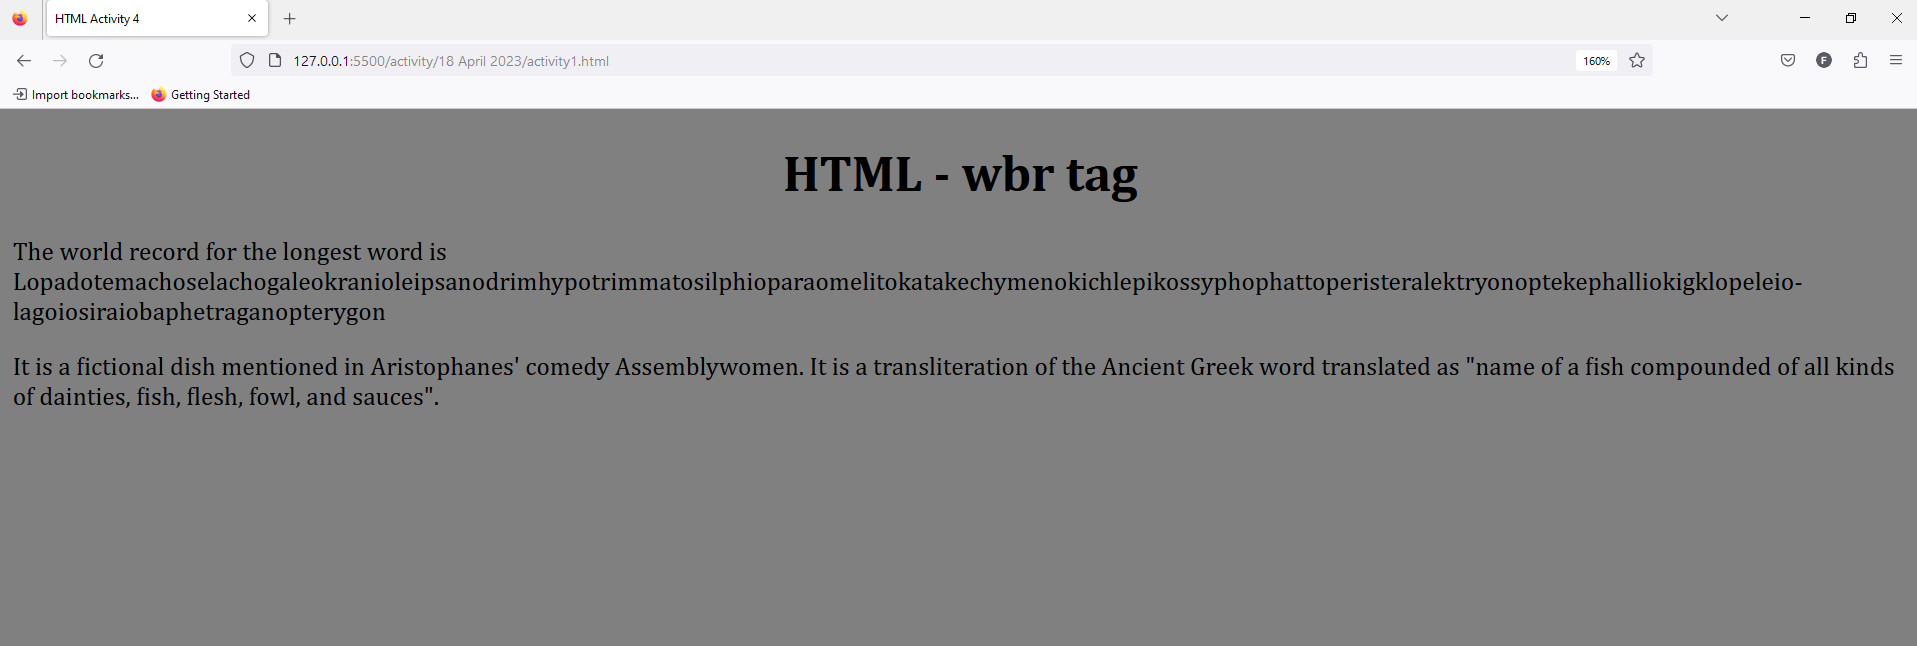 HTML Activity 4
127.0.0.1:5500/activity/18 April 2023/activity1.html
160%
F
Import bookmarks...
Getting Started
HTML - wbr tag
The world record for the longest word is
Lopadotemachoselachogaleokranioleipsanodrimhypotrimmatosilphioparaomelitokatakechymenokichlepikossyphophattoperisteralektryonoptekephalliokigklopeleio-
lagoiosiraiobaphetraganopterygon
It is a fictional dish mentioned in Aristophanes' comedy Assemblywomen. It is a transliteration of the Ancient Greek word translated as "name of a fish compounded of all kinds
of dainties, fish, flesh, fowl, and sauces".